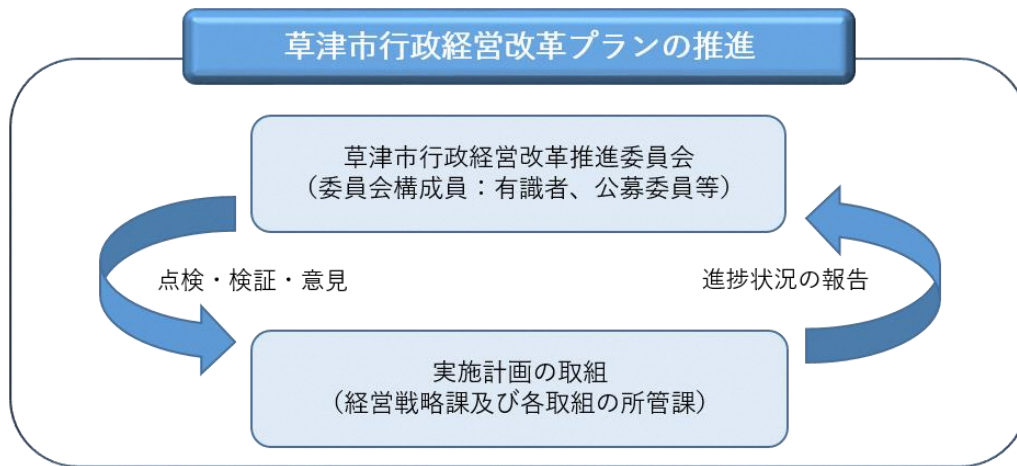 草津市行政経営改革プランの推進
草津市行政経営改革推進委員会
（委員会構成員：有識者、公募委員等）
点検・検証・意見
進捗状況の報告
実施計画の取組
（経営戦略課及び各取組の所管課）